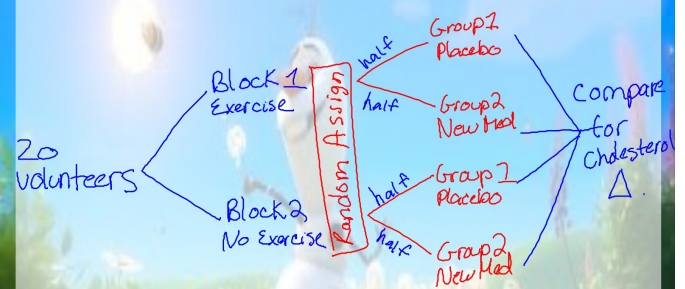 20
volunteers
Block 1
Exercise
Block 2
No Exercise
Random Assign
half
half
half
half
Group 1
Placebo
Group 2
New Med
Group 1
Placebo
Group 2
New Med
Compare
for
Cholesterol
Δ.